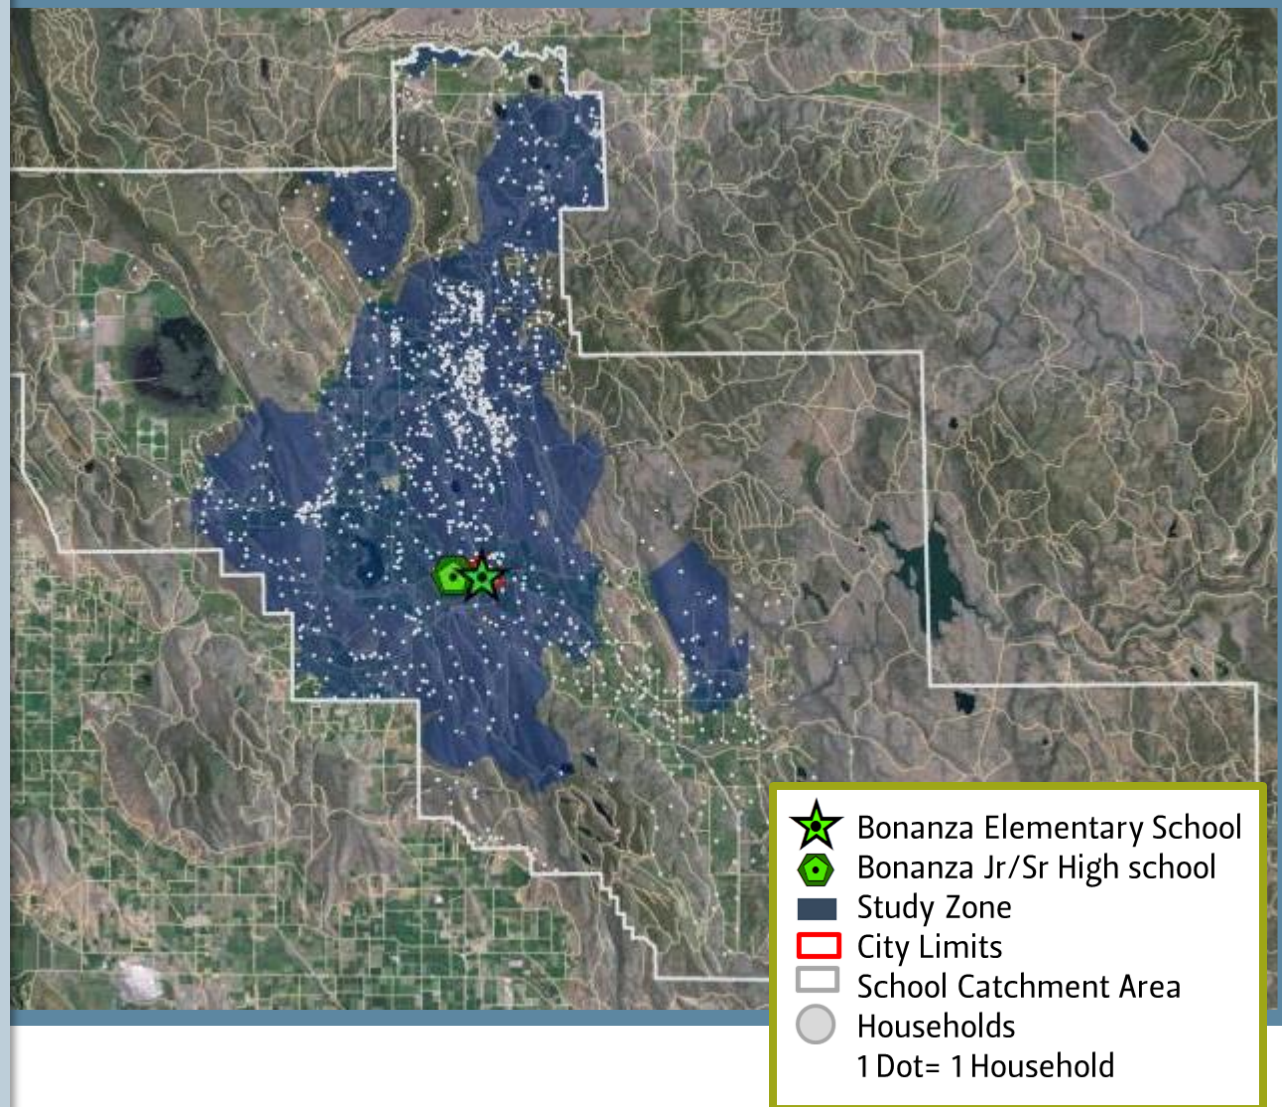 Bonanza Elementary School
Bonanza Jr/Sr High school
Study Zone
City Limits
School Catchment Area
Households
1 Dot= 1 Household